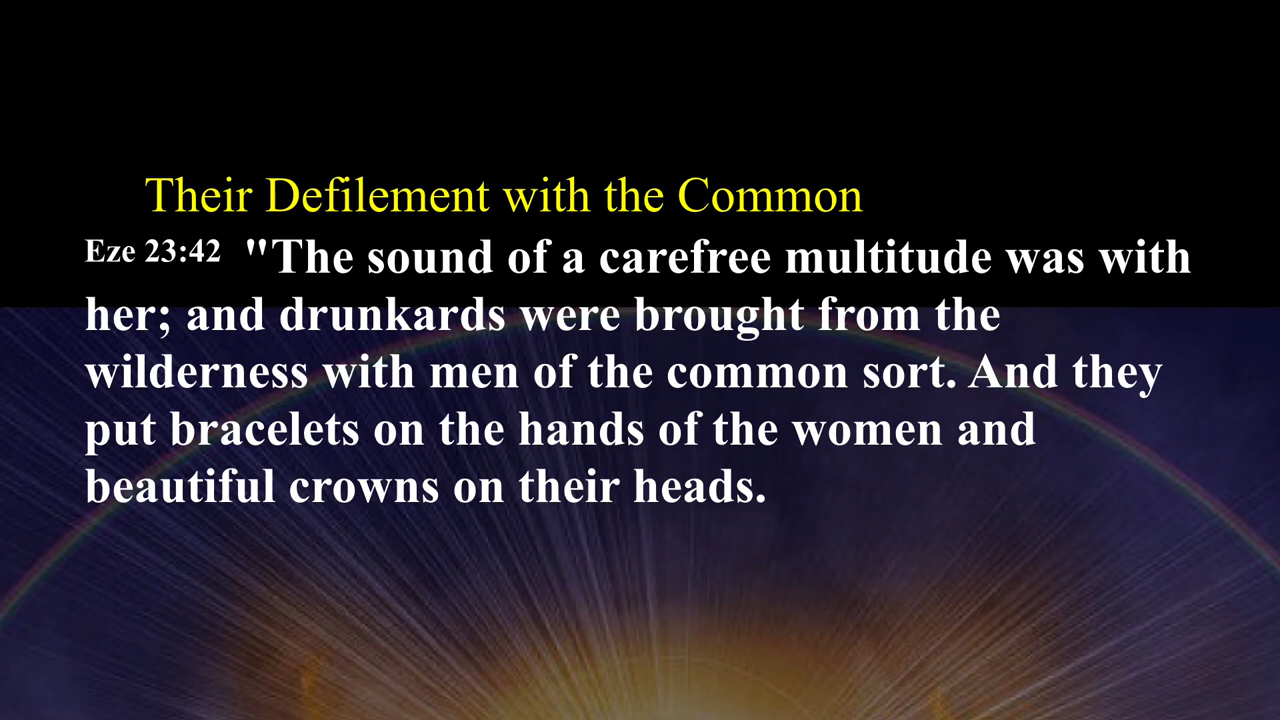 Their Defilement with the Common
Eze 23:42 "The sound of a carefree multitude was with
her; and drunkards were brought from the
wilderness with men of the common sort. And they
put bracelets on the hands of the women and
beautiful crowns on their heads.